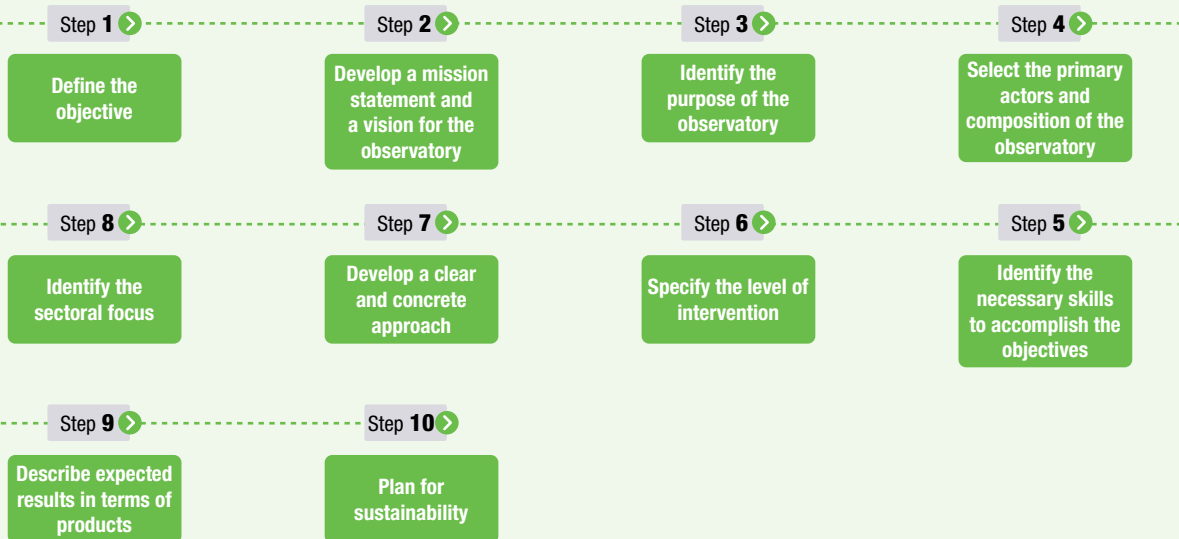 Step 1
Define the
objective
Step 2
Develop a mission
statement and
a vision for the
observatory
Step 3
Identify the
purpose of the
observatory
Step 4
Select the primary
actors and
composition of the
observatory
Step 8
Identify the
sectoral focus
Step 7
Develop a clear
and concrete
approach
Step 6
Specify the level of
intervention
Step 5
Identify the
necessary skills
to accomplish the
objectives
Step 9
Describe expected
results in terms of
products
Step 10
Plan for
sustainability